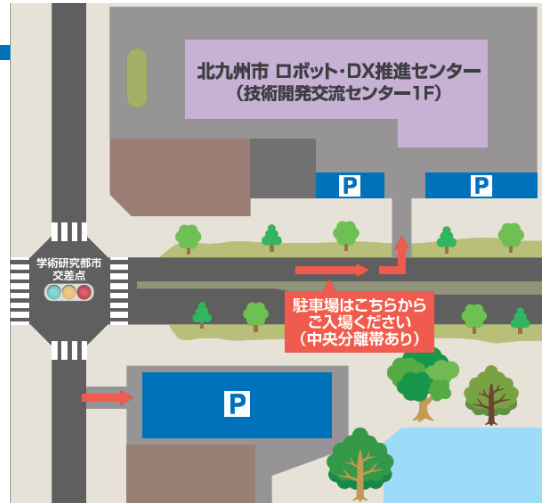 北九州市 ロボット・DX推進センター
（技術開発交流センター1F）
P
P
学術研究都市
交差点
駐車場はこちらから
ご入場ください
（中央分離帯あり）
P